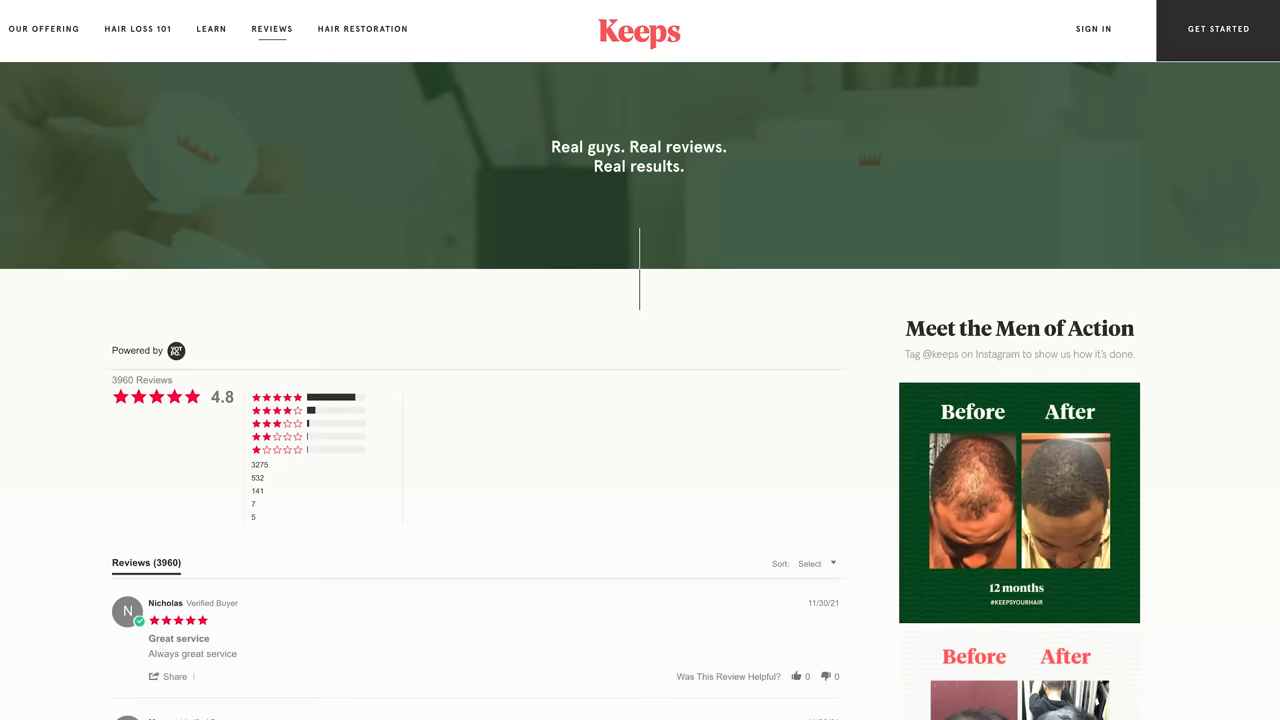 OUR OFFERING
HAIR LOSS 101
LEARN
REVIEWS
HAIR RESTORATION
Keeps
SIGN IN
GET STARTED
Real guys. Real reviews.
Real results.
Powered by YOT PO.
3960 Reviews
4.8
3275
532
141
7
5
Reviews (3960)
Sort: Select
N
Nicholas Verified Buyer
11/30/21
Great service
Always great service
Share
Was This Review Helpful? 0 0
Meet the Men of Action
Tag @keeps on Instagram to show us how it's done.
Before After
12 months
#KEEPSYOURHAIR
Before After